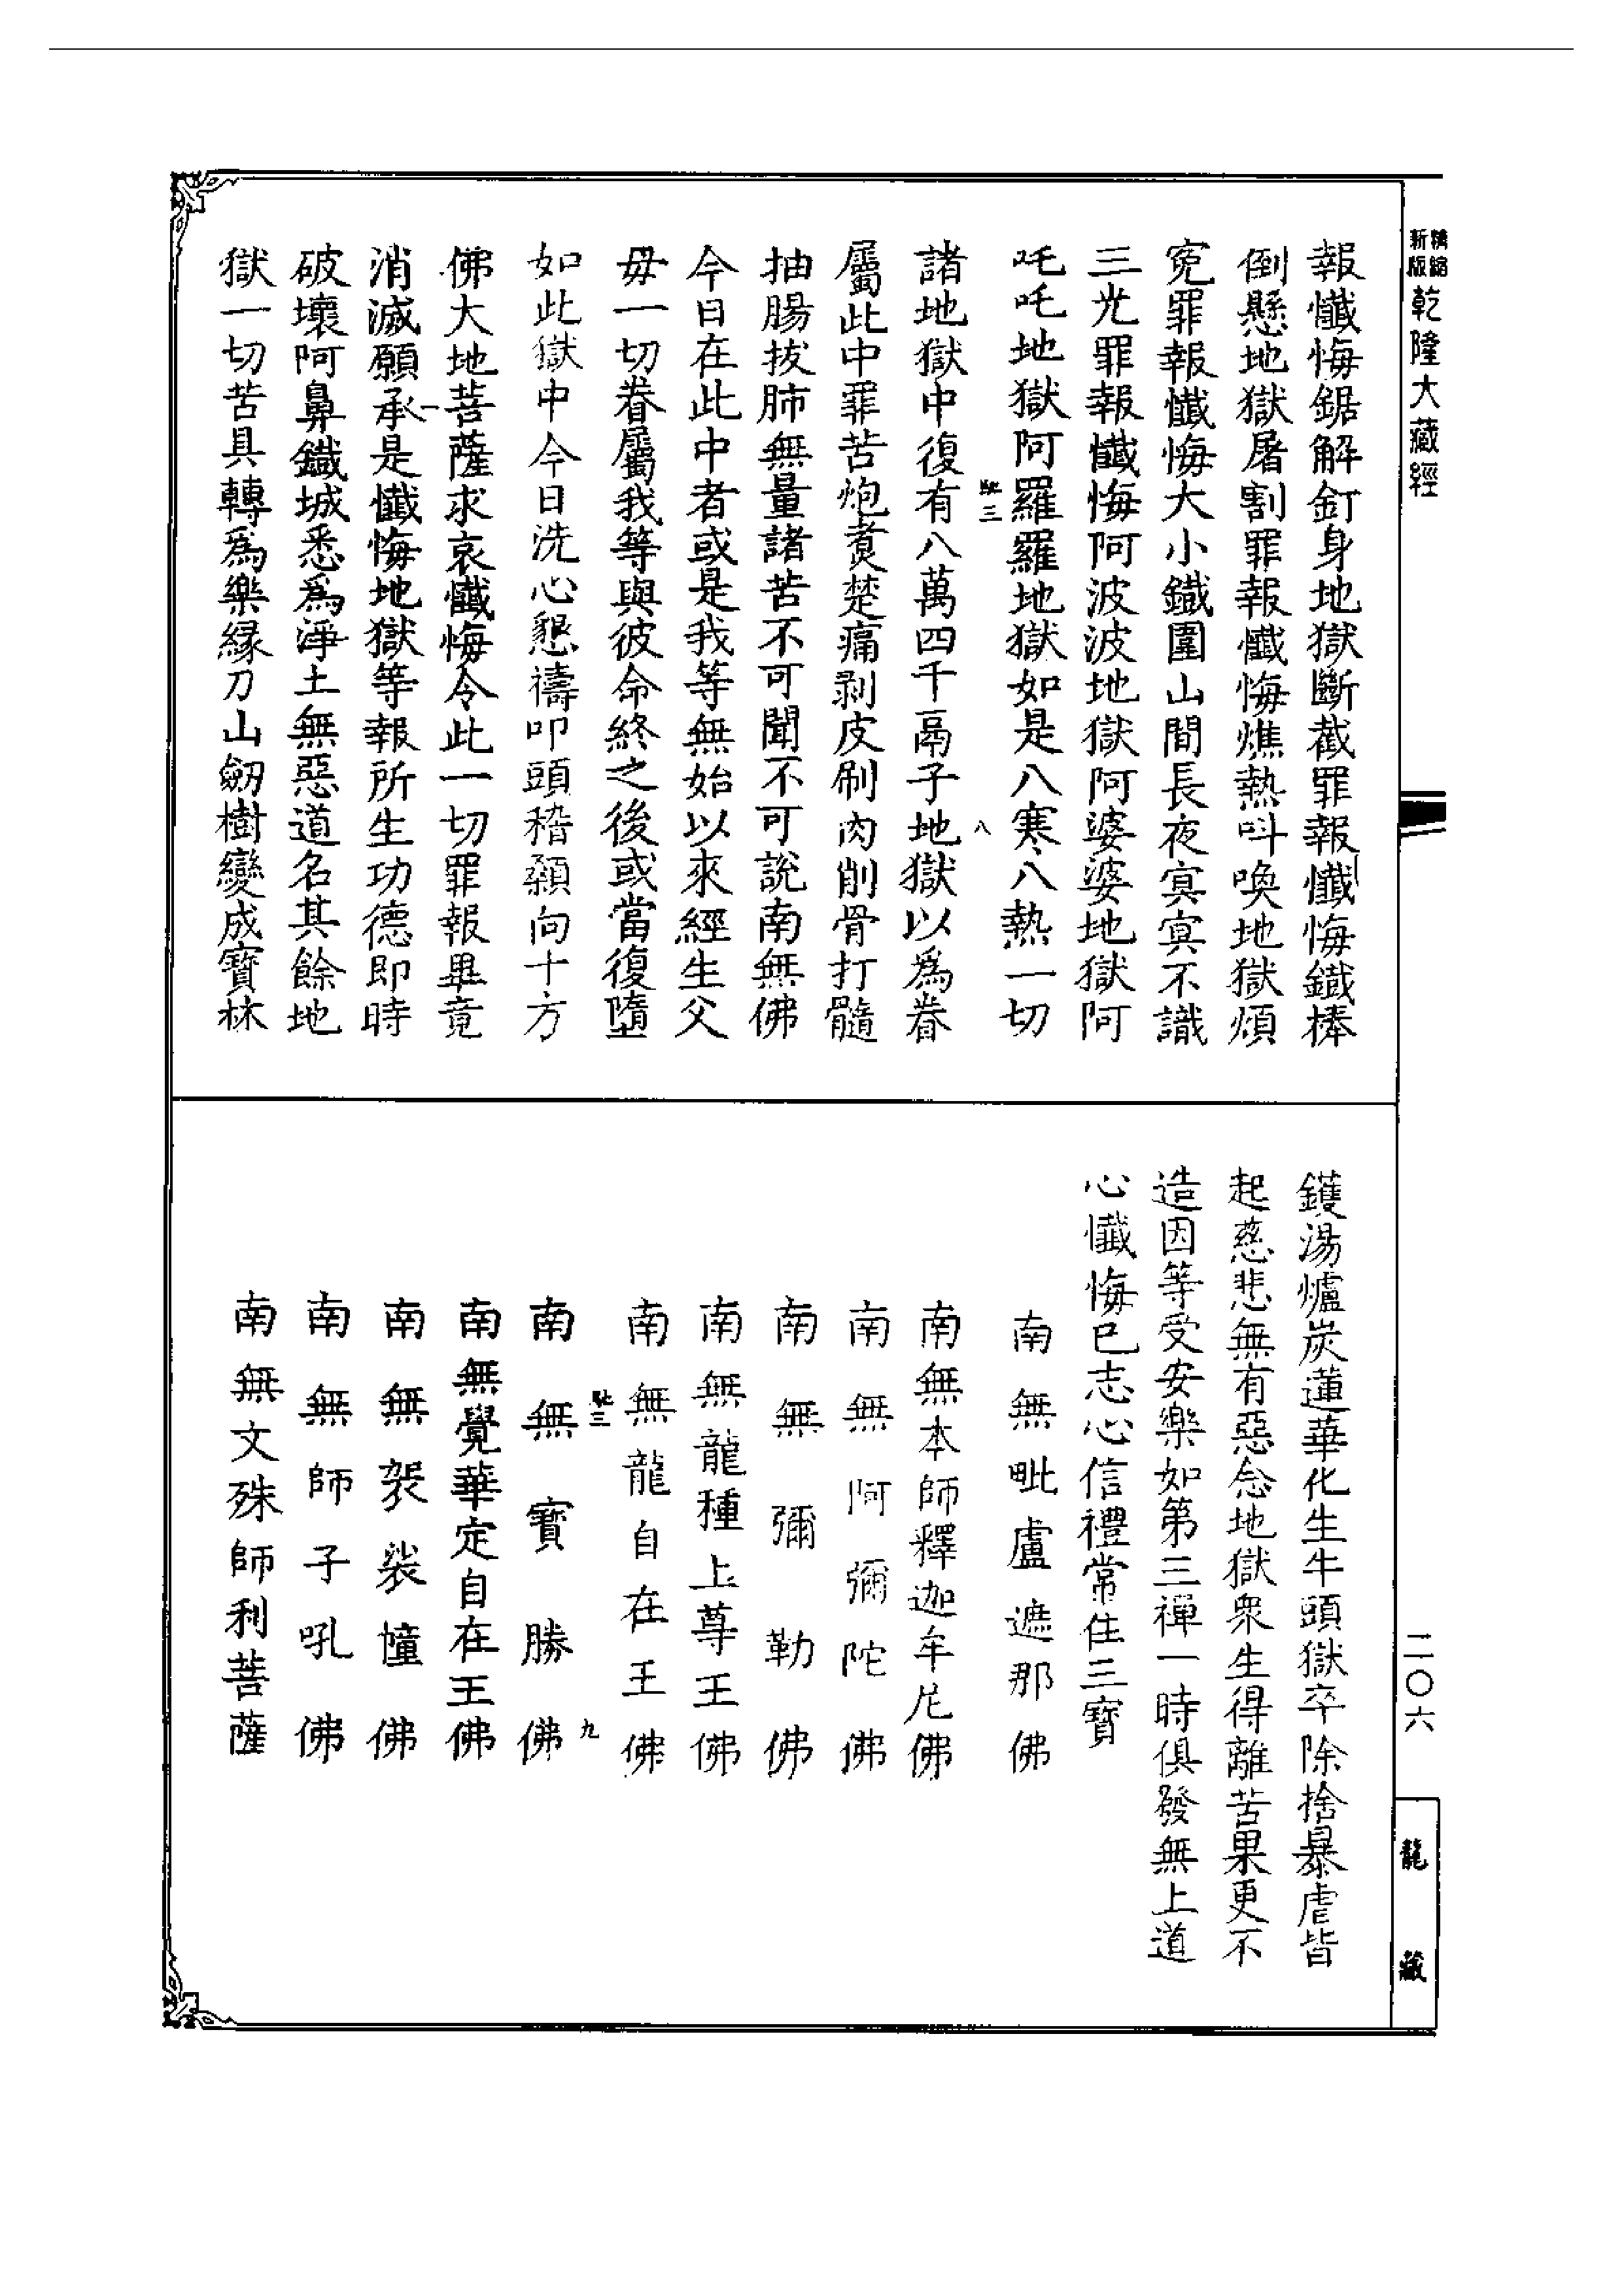 精縮
新版
乾隆大藏經
報懺悔鋸解釘身地獄斷截罪報懺悔鐵棒
倒懸地獄屠割罪報懺悔燋熱叫喚地獄煩
寃罪報懺悔大小鐵圍山間長夜寘寘不識
三光罪報懺悔阿波波地獄阿婆婆地獄阿
吒吒地獄阿羅羅地獄如是八寒八熱一切
諸地獄中復有八萬四千鬲子地獄以爲眷
屬此中罪苦炮煑楚痛剥皮刷肉削骨打髓
抽腸拔肺無量諸苦不可聞不可說南無佛
今日在此中者或是我等無始以來經生父
毋一切眷屬我等與彼命終之後或當復墮
如此獄中今日洗心懇禱叩頭稽顙向十方
佛大地菩薩求哀懺悔令此一切罪報畢竟
消滅願承是懺悔地獄等報所生功德即時
破壞阿鼻鐵城悉爲淨土無惡道名其餘地
獄一切苦具轉爲樂緣刀山劒樹變成寶林
鑊湯爐炭蓮華化生牛頭獄卒除捨暴虐皆
起慈悲無有惡念地獄衆生得離苦果更不
造因等受安樂如第三禪一時俱發無上道
心懺悔已志心信禮常住三寶
南無毗盧遮那佛
南無本師釋迦牟尼佛
南無阿彌陀佛
南無彌勒佛
南無龍種上尊王佛
南無龍自在王佛
南無寶勝佛
南無覺華定自在王佛
南無袈裟幢佛
南無師子吼佛
南無文殊師利菩薩
二〇六
龍藏